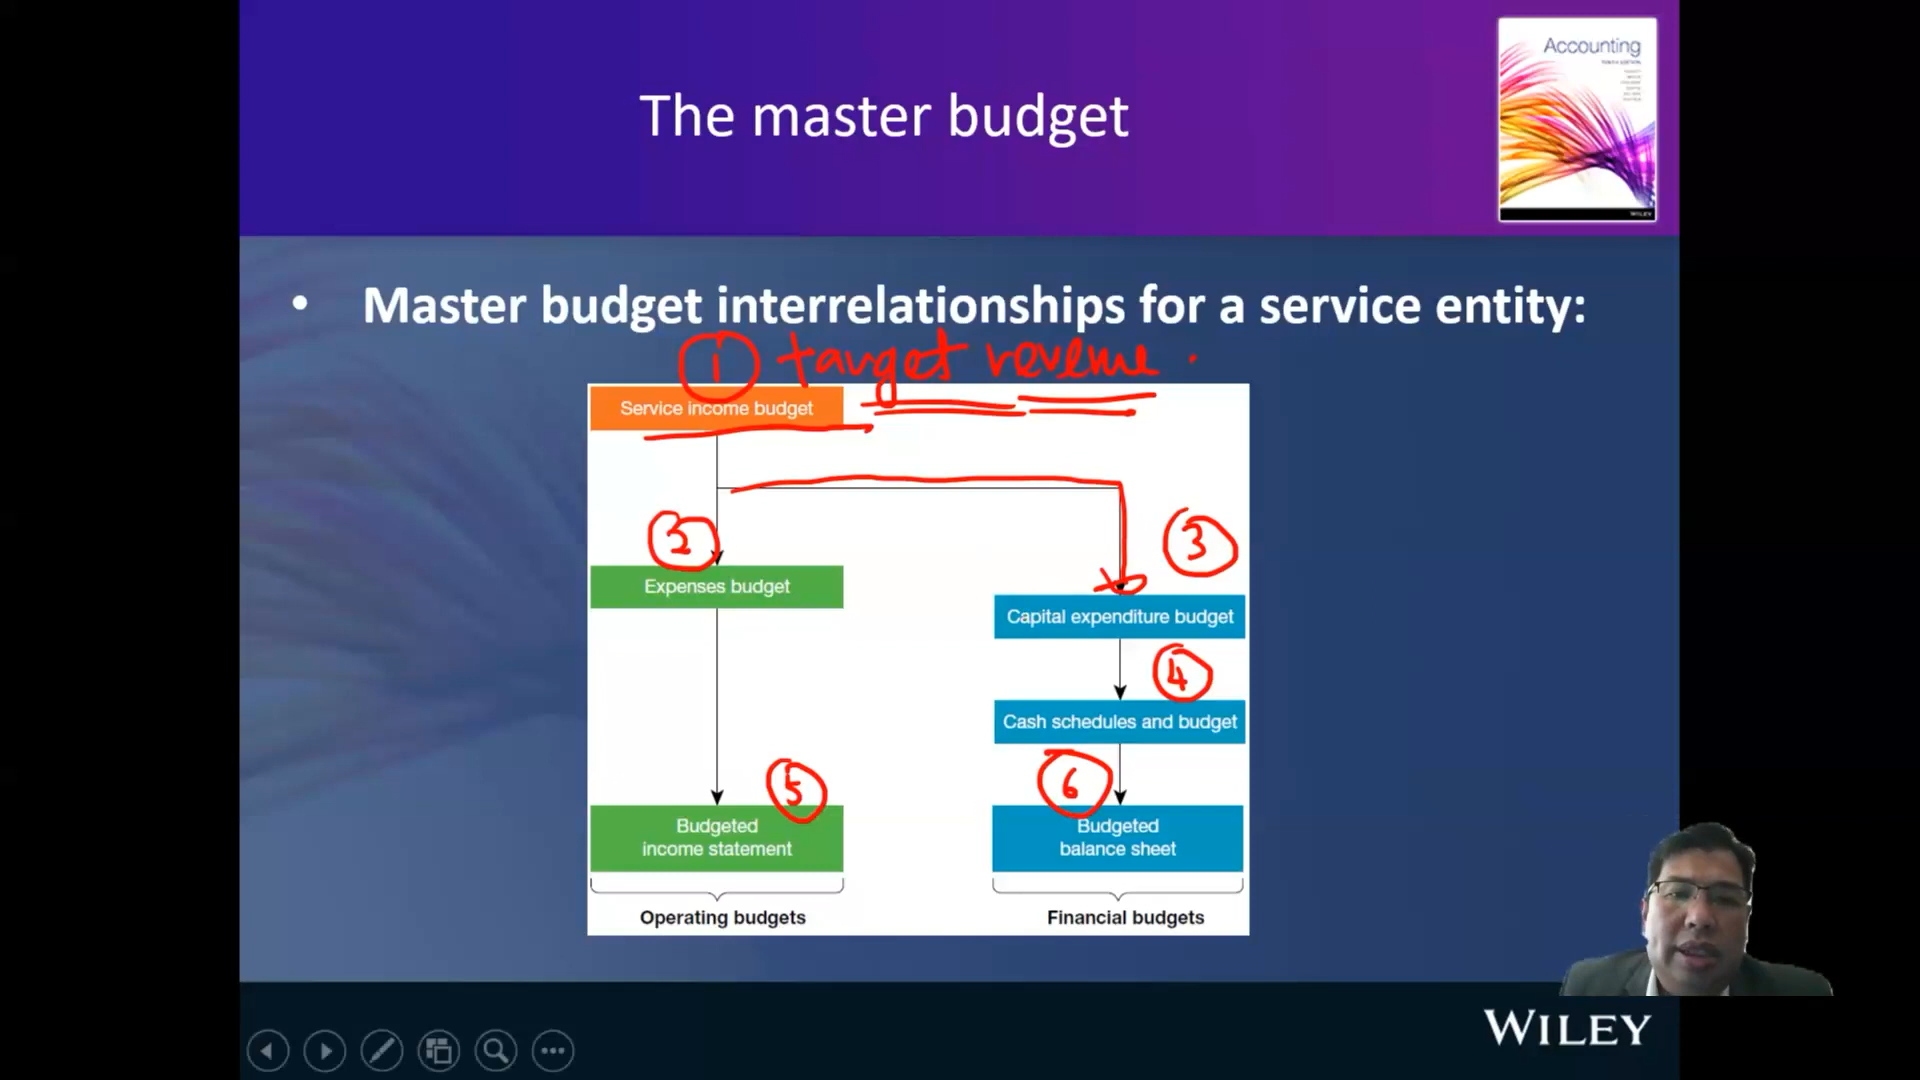 The master budget
Accounting
• Master budget interrelationships for a service entity:
1 target revenue .
Service income budget
2
3
Expenses budget
Capital expenditure budget
4
Cash schedules and budget
5
6
Budgeted
income statement
Budgeted
balance sheet
Operating budgets
Financial budgets
WILEY
WILEY